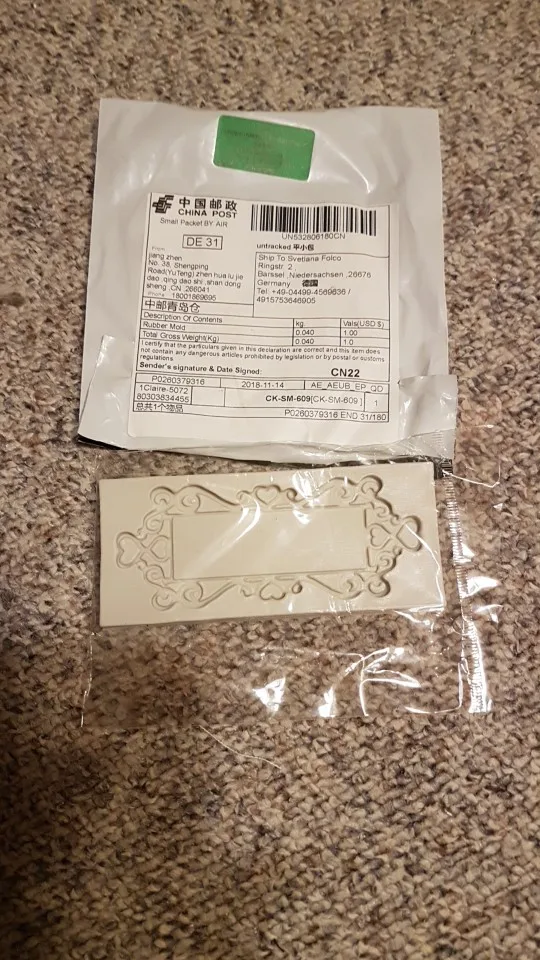 中国邮政
CHINA POST
Small Packet BY AIR
UN532806180CN
DE 31
untracked 平小包
From:
jiang zhen
No. 38, Shengping
Road(YuTeng) zhen hua lu jie
dao ,qing dao shi ,shan dong
sheng ,CN ,266041
Phone: 18001869695
Ship To Svetlana Folco
Ringstr 2
Barssel ,Niedersachsen ,26676
Germany 德国
Tel: +49-04499-4569636 /
4915753646905
中邮青岛仓
Description Of Contents kg. Vals(USD $)
Rubber Mold 0.040 1.00
Total Gross Weight(Kg) 0.040 1.0
I certify that the particulars given in this declaration are correct and this item does
not contain any dangerous articles prohibited by legislation or by postal or customs
regulations
Sender's signature & Date Signed: CN22
P0260379316 2018-11-14 AE_AEUB_EP_QD
1Claire-5072
80303834455
CK-SM-609[CK-SM-609 ] 1
总共1个物品
P0260379316 END 31/180